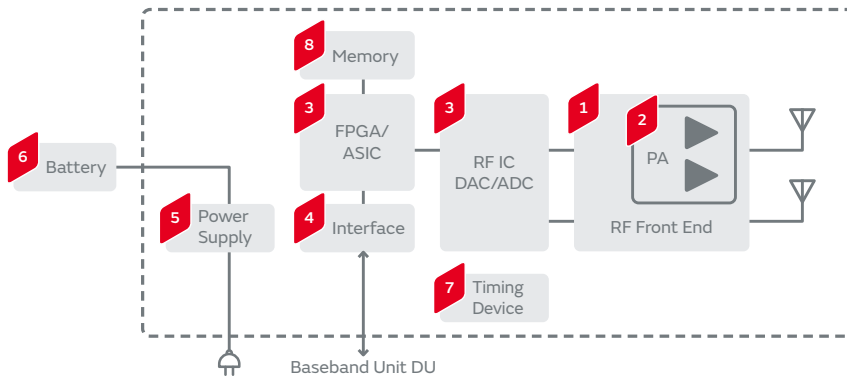 8
Memory
3
FPGA/
ASIC
3
RF IC
DAC/ADC
1
2
PA
RF Front End
6
Battery
5
Power
Supply
4
Interface
7
Timing
Device
Baseband Unit DU